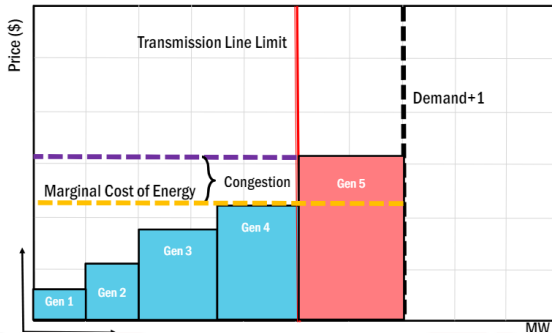 Price ($)
Transmission Line Limit
Demand+1
Marginal Cost of Energy
Congestion
Gen 5
Gen 4
Gen 3
Gen 2
Gen 1
MW